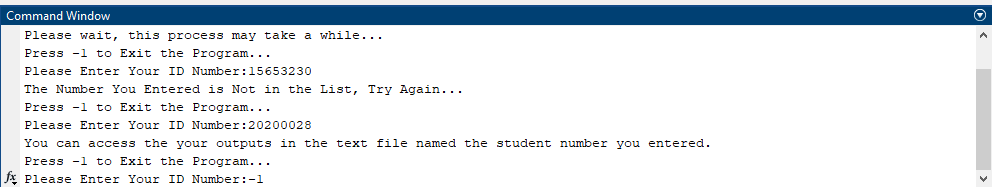 Command Window
Please wait, this process may take a while...
Press -1 to Exit the Program...
Please Enter Your ID Number:15653230
The Number You Entered is Not in the List, Try Again...
Press -1 to Exit the Program...
Please Enter Your ID Number:20200028
You can access the your outputs in the text file named the student number you entered.
Press -1 to Exit the Program...
fx Please Enter Your ID Number:-1